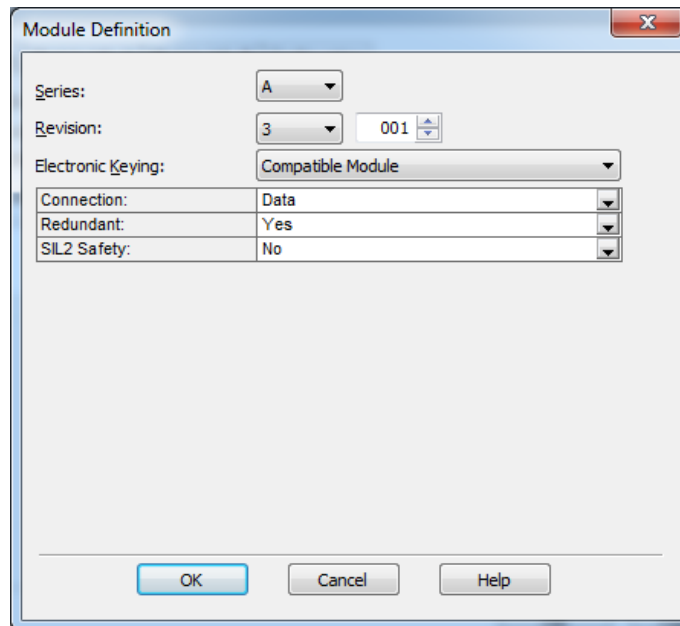 Module Definition
Series: A
Revision: 3 001
Electronic Keying: Compatible Module
Connection: Data
Redundant: Yes
SIL2 Safety: No
OK Cancel Help